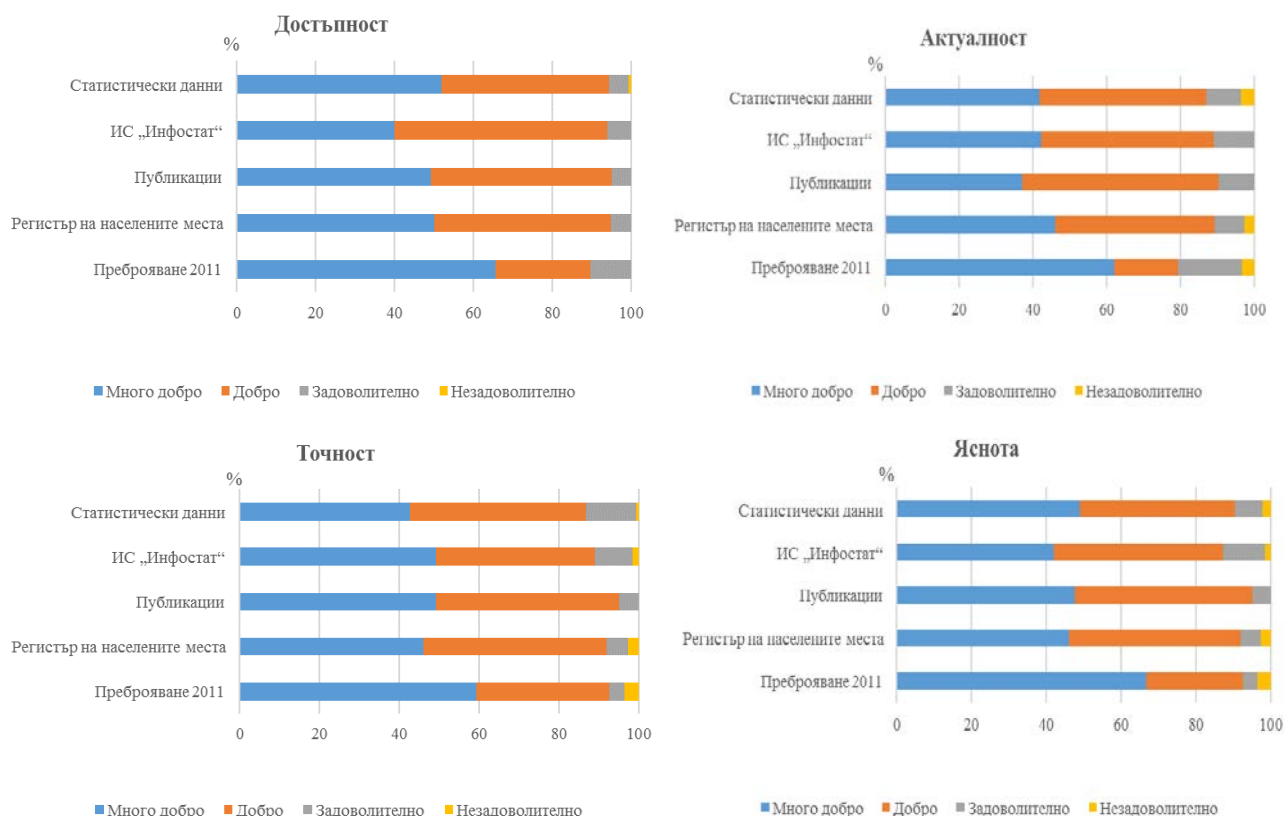 Достъпност
%
Статистически данни
ИС „Инфостат“
Публикации
Регистър на населените места
Преброяване 2011
0 20 40 60 80 100
Много добро Добро Задоволително Незадоволително
Актуалност
%
Статистически данни
ИС „Инфостат“
Публикации
Регистър на населените места
Преброяване 2011
0 20 40 60 80 100
Много добро Добро Задоволително Незадоволително
Точност
%
Статистически данни
ИС „Инфостат“
Публикации
Регистър на населените места
Преброяване 2011
0 20 40 60 80 100
Много добро Добро Задоволително Незадоволително
Яснота
%
Статистически данни
ИС „Инфостат“
Публикации
Регистър на населените места
Преброяване 2011
0 20 40 60 80 100
Много добро Добро Задоволително Незадоволително